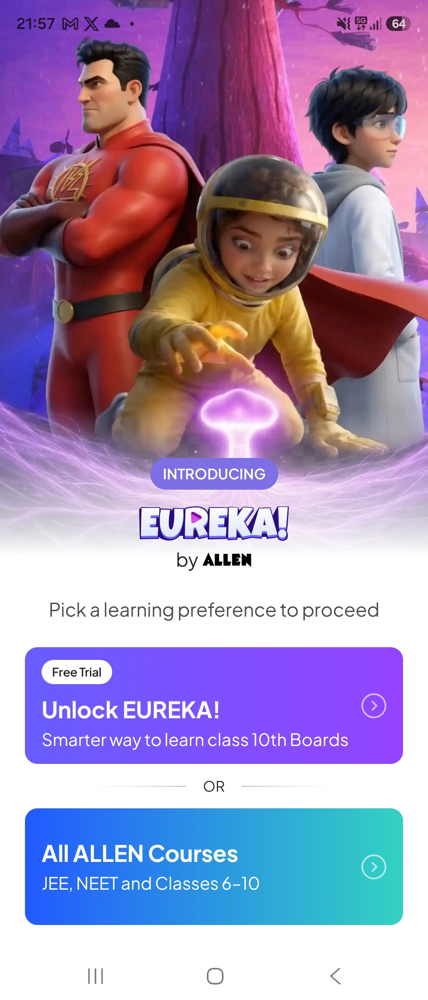 21:57
5G
64
INTRODUCING
EUREKA!
by ALLEN
Pick a learning preference to proceed
Free Trial
Unlock EUREKA!
Smarter way to learn class 10th Boards
OR
All ALLEN Courses
JEE, NEET and Classes 6–10